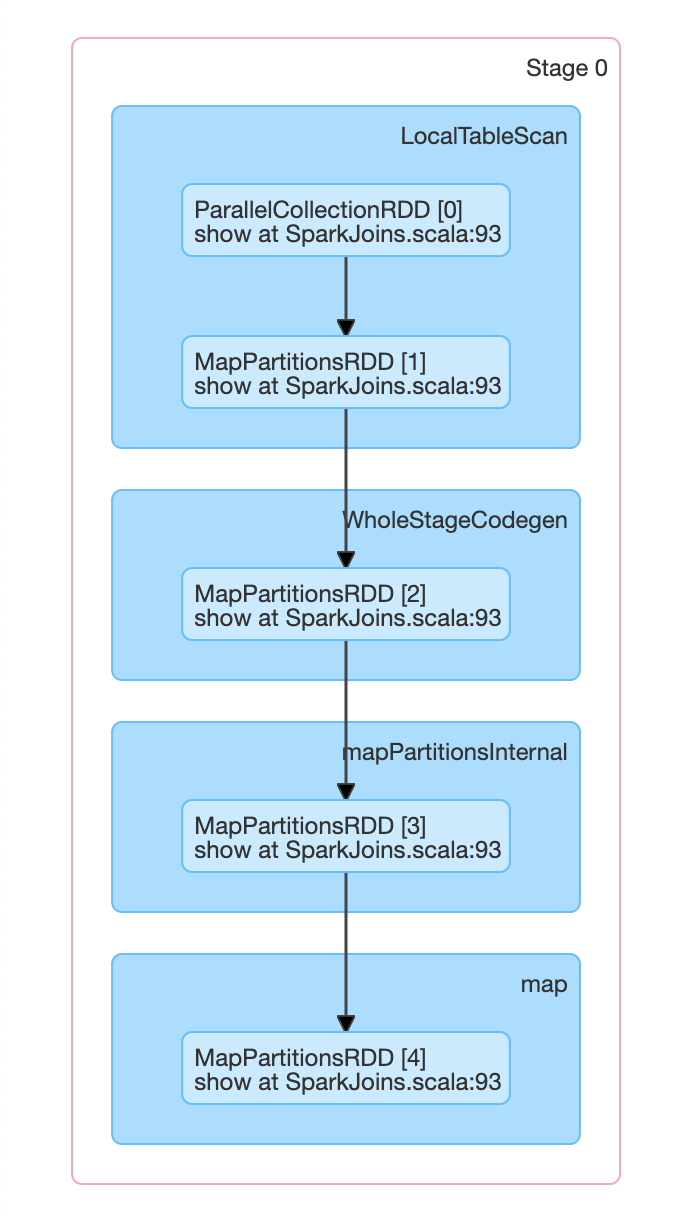 Stage 0
LocalTableScan
ParallelCollectionRDD [0]
show at SparkJoins.scala:93
MapPartitionsRDD [1]
show at SparkJoins.scala:93
WholeStageCodegen
MapPartitionsRDD [2]
show at SparkJoins.scala:93
mapPartitionsInternal
MapPartitionsRDD [3]
show at SparkJoins.scala:93
map
MapPartitionsRDD [4]
show at SparkJoins.scala:93